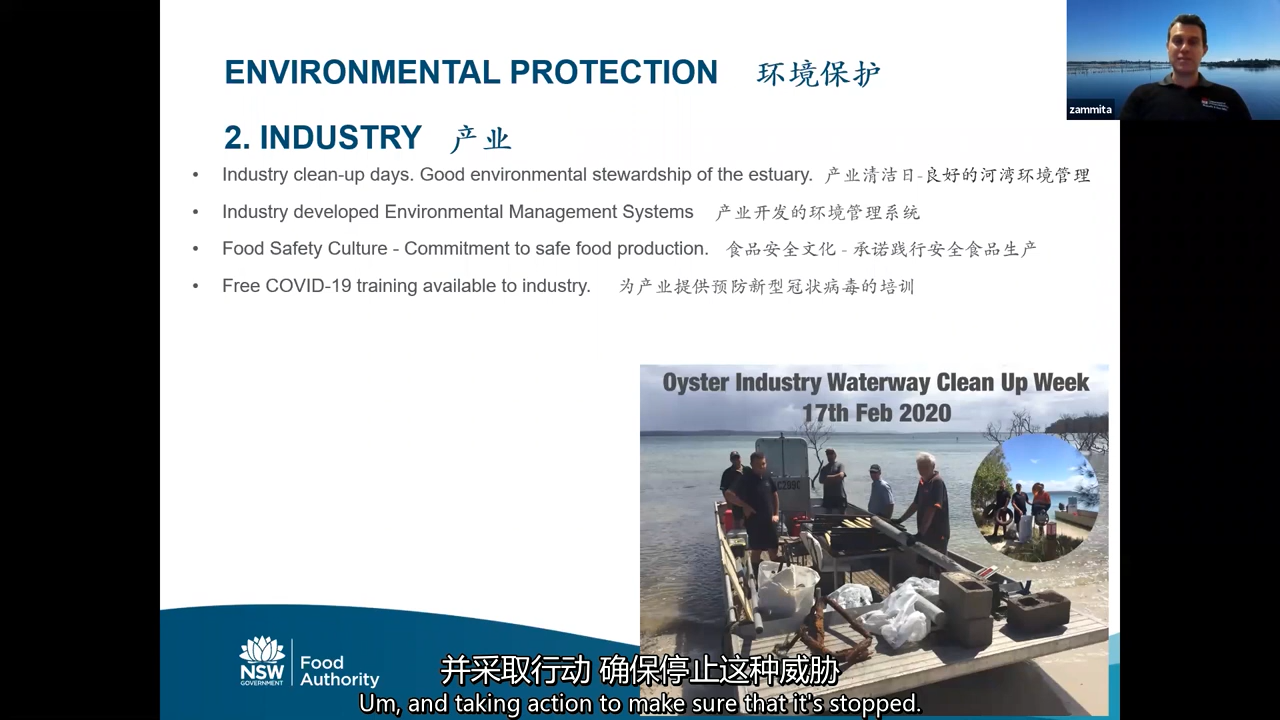 ENVIRONMENTAL PROTECTION 环境保护
zammita
2. INDUSTRY 产业
• Industry clean-up days. Good environmental stewardship of the estuary. 产业清洁日-良好的河湾环境管理
• Industry developed Environmental Management Systems 产业开发的环境管理系统
• Food Safety Culture - Commitment to safe food production. 食品安全文化 - 承诺践行安全食品生产
• Free COVID-19 training available to industry. 为产业提供预防新型冠状病毒的培训
Oyster Industry Waterway Clean Up Week
17th Feb 2020
NSW
GOVERNMENT
Food
Authority
并采取行动 确保停止这种威胁
Um, and taking action to make sure that it's stopped.